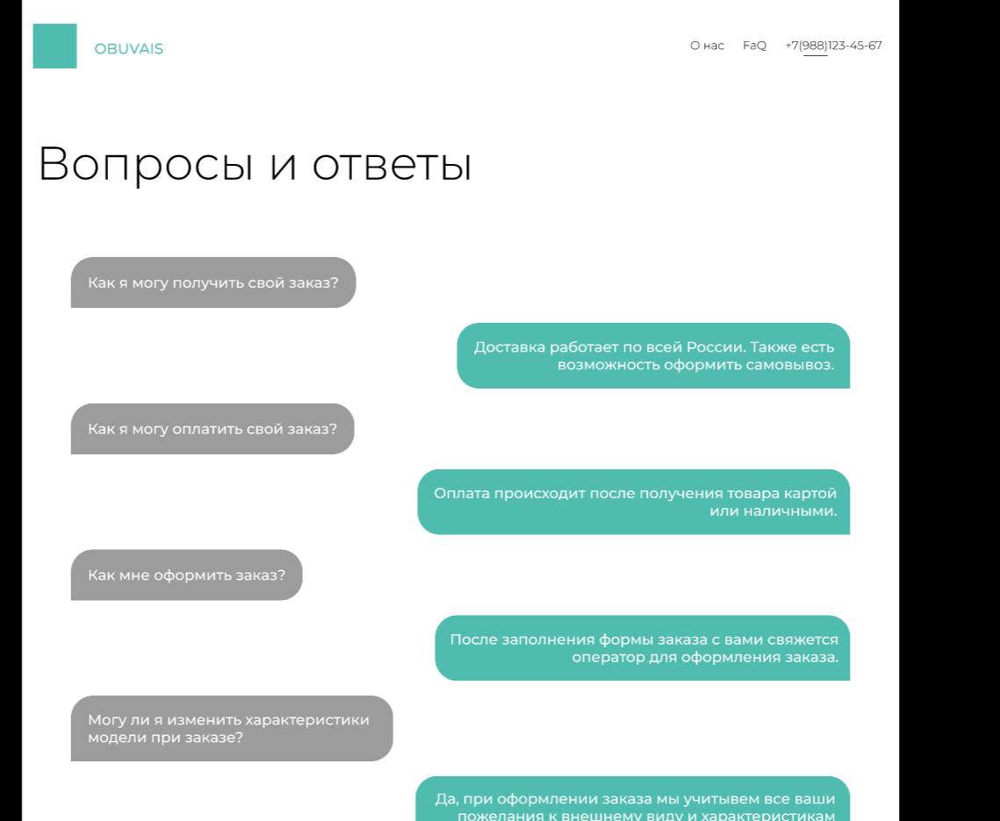 OBUVAIS
О нас FaQ +7(988)123-45-67
Вопросы и ответы
Как я могу получить свой заказ?
Доставка работает по всей России. Также есть
возможность оформить самовывоз.
Как я могу оплатить свой заказ?
Оплата происходит после получения товара картой
или наличными.
Как мне оформить заказ?
После заполнения формы заказа с вами свяжется
оператор для оформления заказа.
Могу ли я изменить характеристики
модели при заказе?
Да, при оформлении заказа мы учитывем все ваши
пожелания к внешнему виду и характеристикам